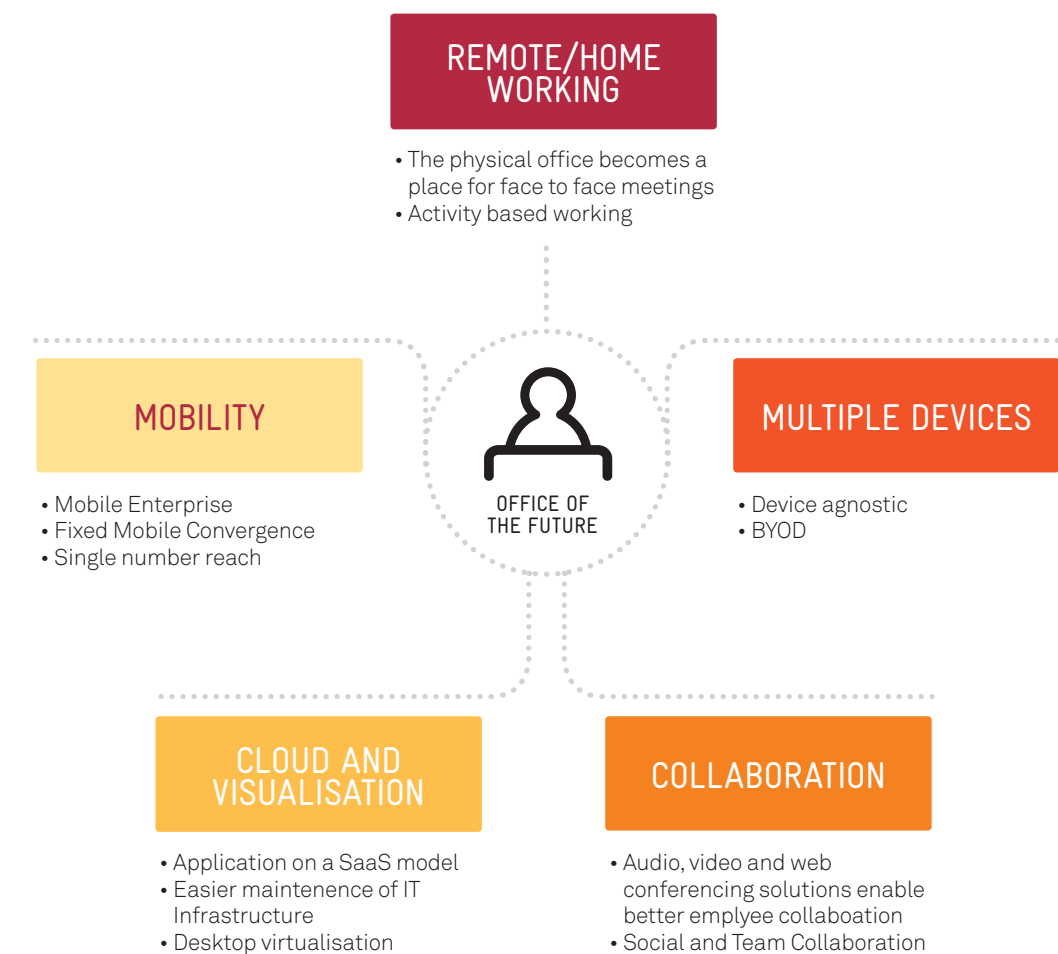 REMOTE/HOME
WORKING
• The physical office becomes a
place for face to face meetings
• Activity based working
MOBILITY
• Mobile Enterprise
• Fixed Mobile Convergence
• Single number reach
OFFICE OF
THE FUTURE
MULTIPLE DEVICES
• Device agnostic
• BYOD
CLOUD AND
VISUALISATION
• Application on a SaaS model
• Easier maintenence of IT
Infrastructure
• Desktop virtualisation
COLLABORATION
• Audio, video and web
conferencing solutions enable
better emplyee collaboation
• Social and Team Collaboration